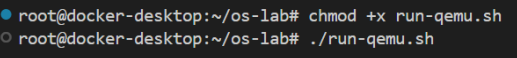 root@docker-desktop:~/os-lab# chmod +x run-qemu.sh
root@docker-desktop:~/os-lab# ./run-qemu.sh